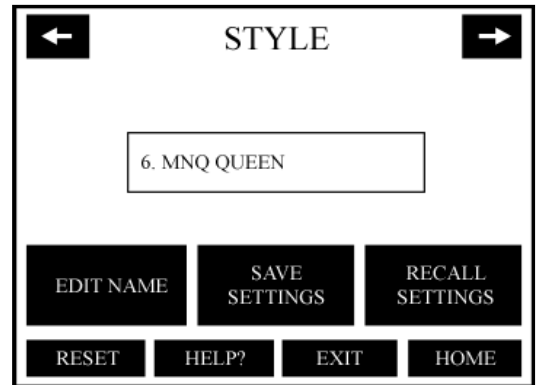 STYLE
6. MNQ QUEEN
EDIT NAME
SAVE
SETTINGS
RECALL
SETTINGS
RESET
HELP?
EXIT
HOME